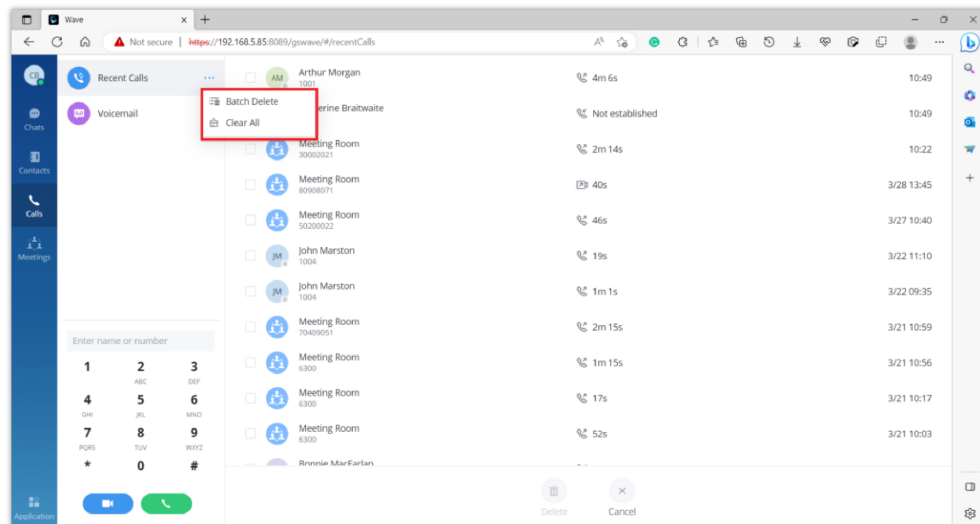 Wave
Not secure https://192.168.5.85:8089/gswave/#/recentCalls
CB
Chats
Contacts
Calls
Meetings
Application
Recent Calls ...
Voicemail
Batch Delete
Clear All
Enter name or number
1 2 3
ABC DEF
4 5 6
GHI JKL MNO
7 8 9
PQRS TUV WXYZ
* 0 #
AM Arthur Morgan 4m 6s 10:49
1001
erine Braitwaite Not established 10:49
Meeting Room 2m 14s 10:22
30002021
Meeting Room 40s 3/28 13:45
80908071
Meeting Room 46s 3/27 10:40
50200022
JM John Marston 19s 3/22 11:10
1004
JM John Marston 1m 1s 3/22 09:35
1004
Meeting Room 2m 15s 3/21 10:59
70409051
Meeting Room 1m 15s 3/21 10:56
6300
Meeting Room 17s 3/21 10:17
6300
Meeting Room 52s 3/21 10:03
6300
Bonnie MacFarlan
Delete Cancel